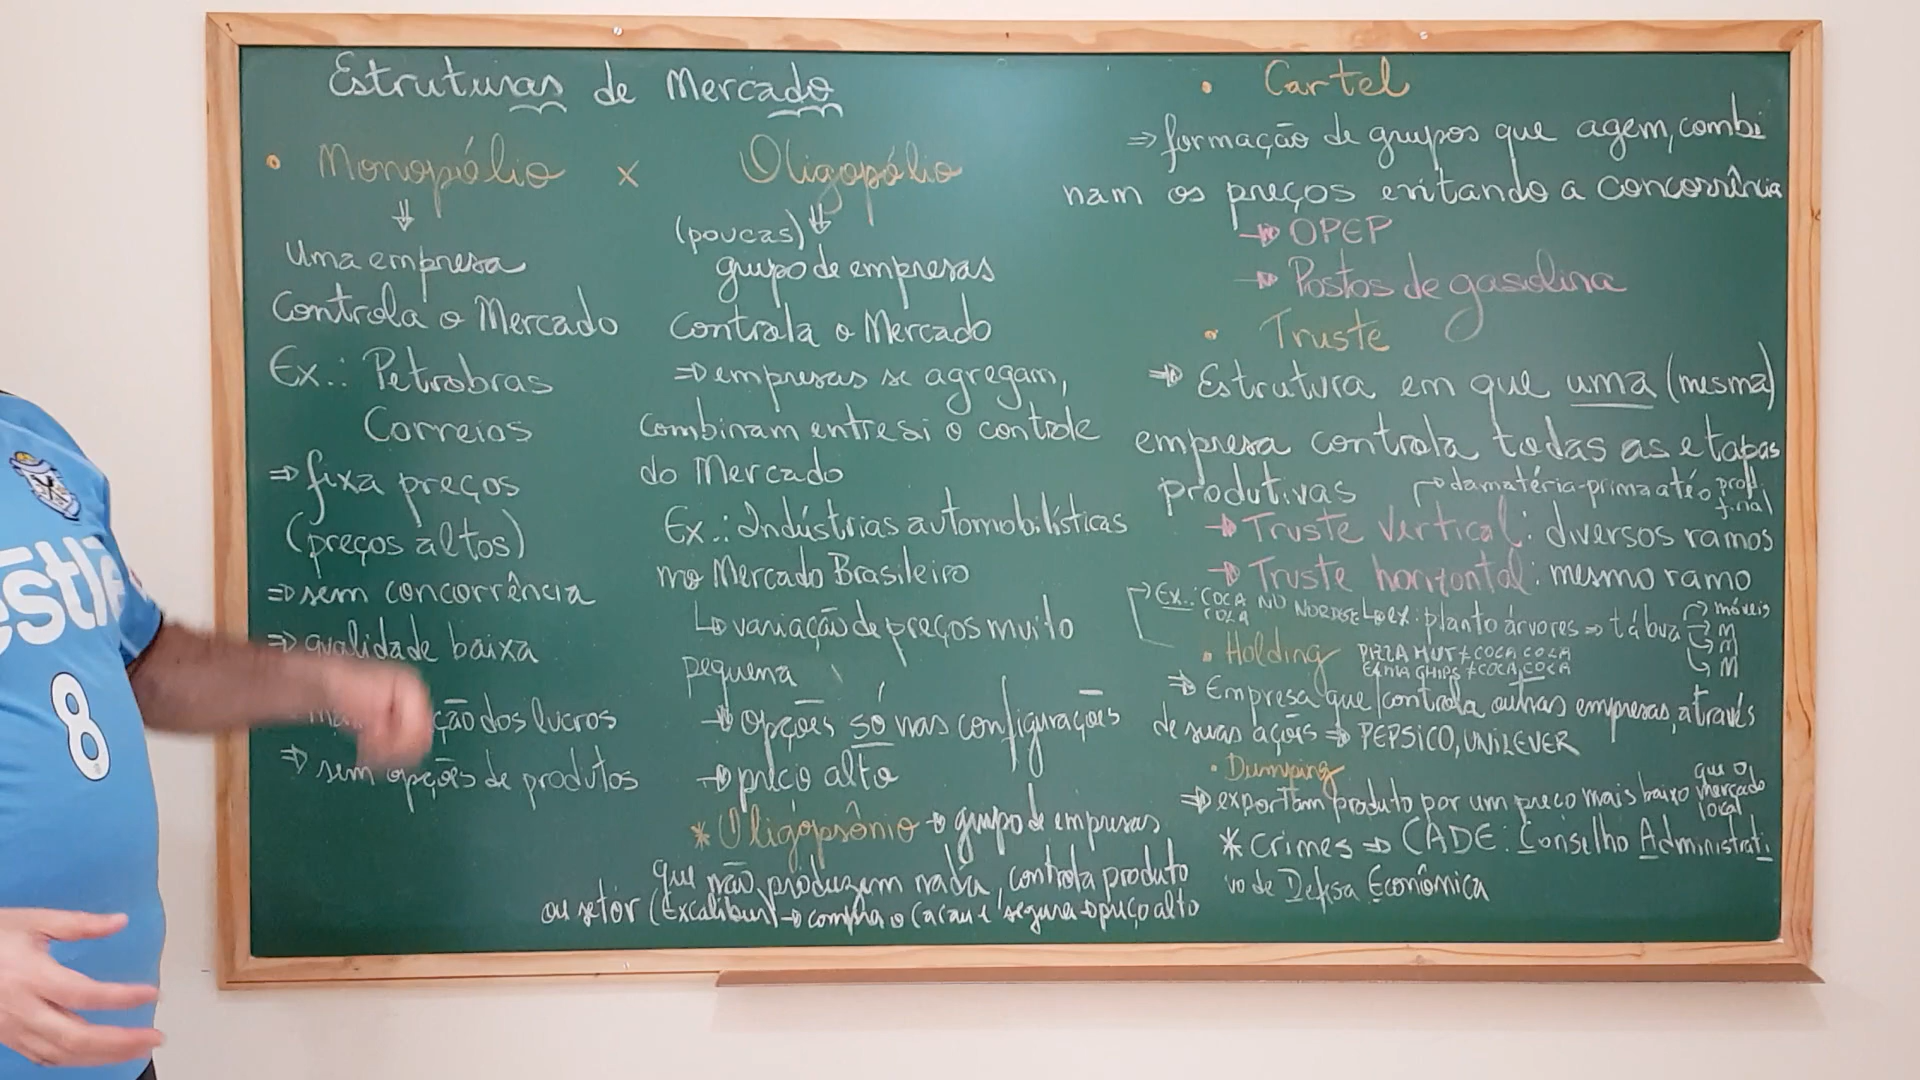 Estruturas de Mercado
• Monopólio x Oligopólio
Uma empresa
controla o Mercado
Ex.: Petrobras
Correios
⇒ fixa preços
(preços altos)
⇒ sem concorrência
⇒ qualidade baixa
ção dos lucros
⇒ sem opções de produtos
(poucas)
grupo de empresas
controla o Mercado
⇒ empresas se agregam,
combinam entre si o controle
do Mercado
Ex.: Indústrias automobilísticas
no Mercado Brasileiro
↳ variação de preços muito
pequena
→ opções só nas configurações
→ preço alto
* Oligopsônio → grupo de empresas
que não produzem nada, controla produto
ou setor (Excalibur) → compra o cacau e segura → preço alto
• Cartel
⇒ formação de grupos que agem, combi
nam os preços evitando a concorrência
→ OPEP
→ Postos de gasolina
• Truste
→ Estrutura em que uma (mesma)
empresa controla todas as etapas
produtivas → da matéria-prima até o prod. final
→ Truste vertical: diversos ramos
→ Truste horizontal: mesmo ramo
→ Ex.: COCA COLA NO NORDESTE ↳ ex: planto árvores ⇒ tábua → móveis
M
M
M
• Holding PIZZA HUT + COCA COLA
+ COCA COLA
⇒ Empresa que controla outras empresas, através
de suas ações ⇒ PEPSICO, UNILEVER
• Dumping
⇒ exportam produto por um preço mais baixo que o mercado local
* Crimes ⇒ CADE: Conselho Administrati
vo de Defesa Econômica
estlé
8